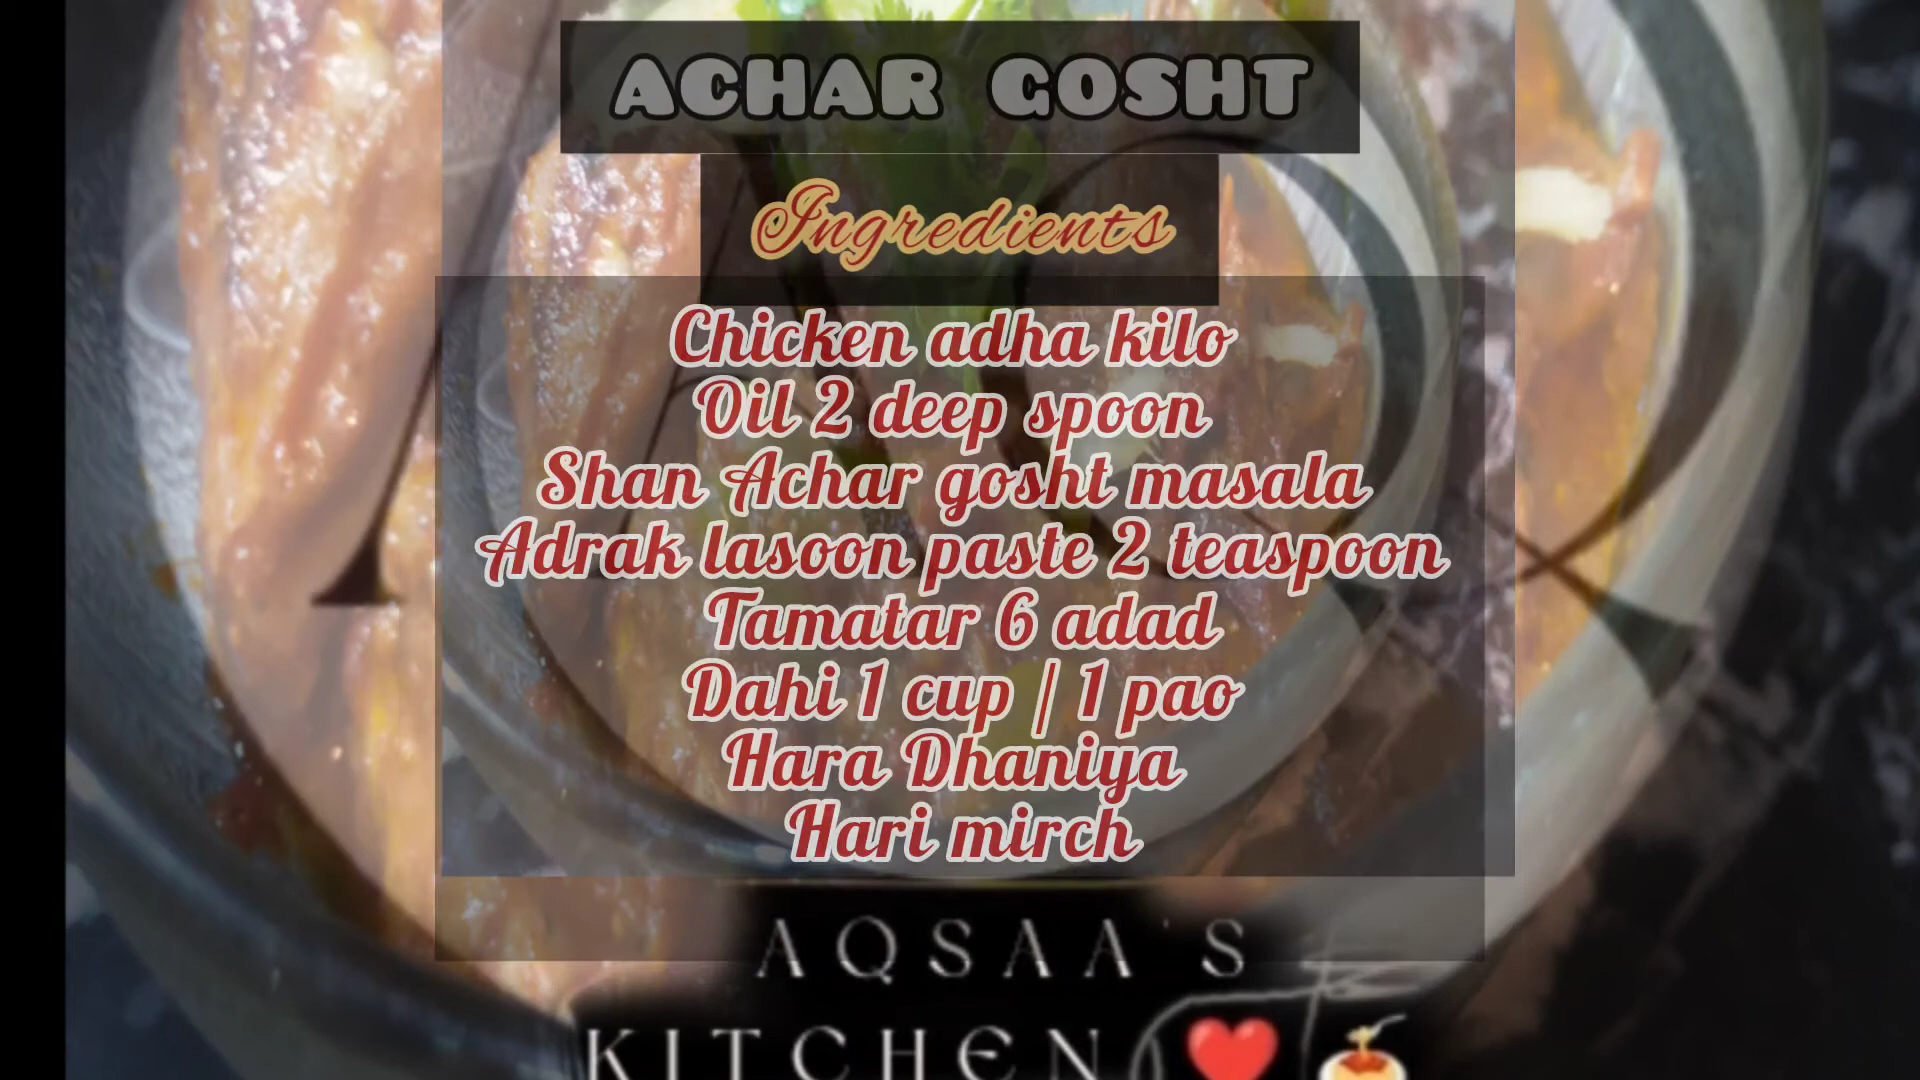 ACHAR GOSHT
Ingredients
Chicken adha kilo
Oil 2 deep spoon
Shan Achar gosht masala
Adrak lasoon paste 2 teaspoon
Tamatar 6 adad
Dahi 1 cup / 1 pao
Hara Dhaniya
Hari mirch
AQSAA'S
KITCHEN